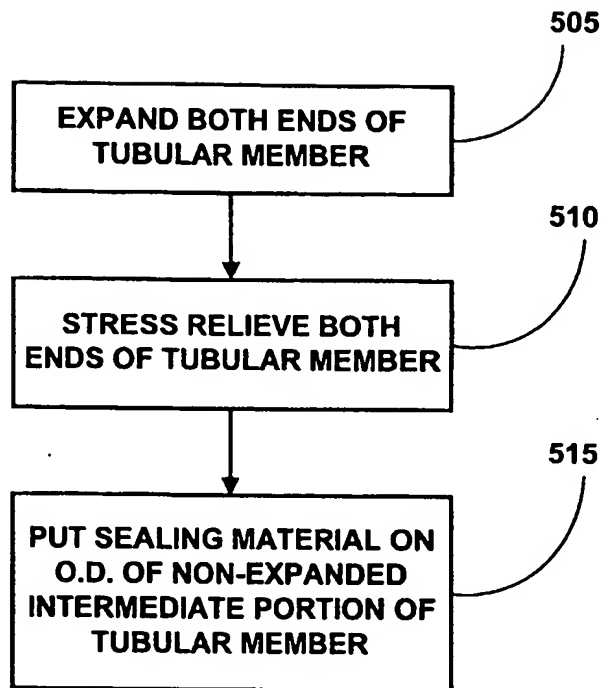 505
EXPAND BOTH ENDS OF
TUBULAR MEMBER
510
STRESS RELIEVE BOTH
ENDS OF TUBULAR MEMBER
515
PUT SEALING MATERIAL ON
O.D. OF NON-EXPANDED
INTERMEDIATE PORTION OF
TUBULAR MEMBER